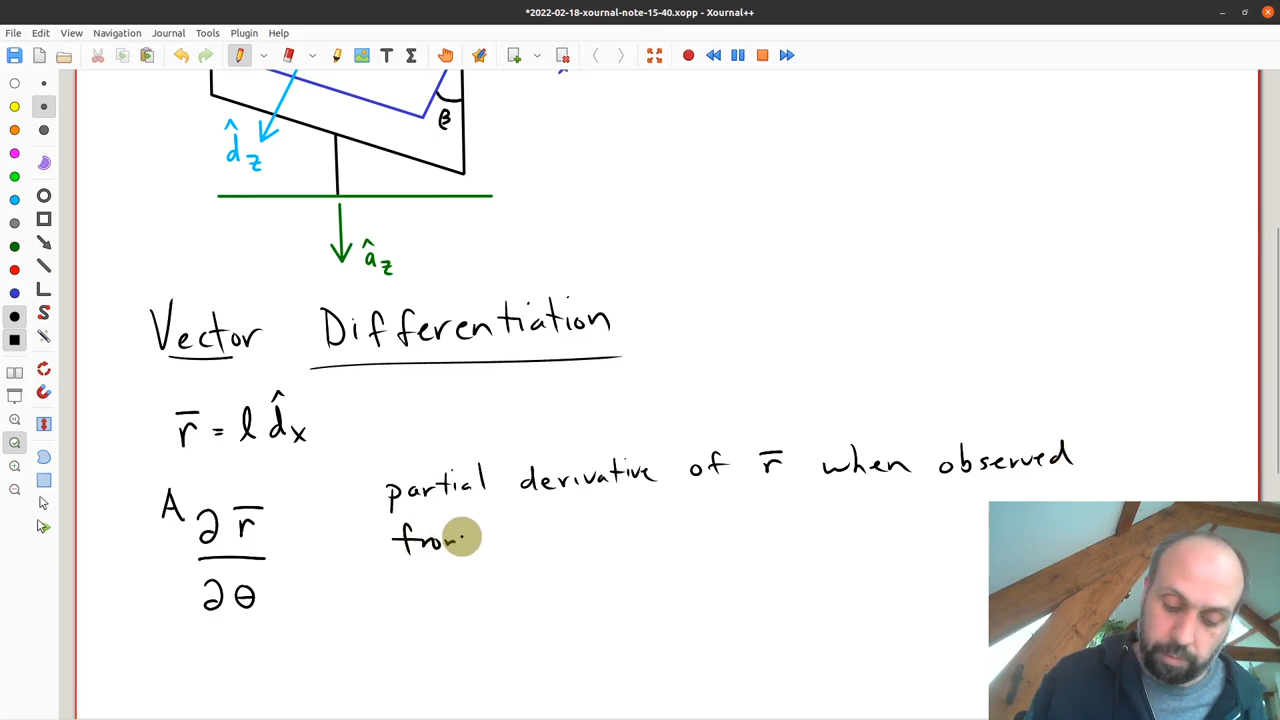 *2022-02-18-xournal-note-15-40.xopp - Xournal++
File Edit View Navigation Journal Tools Plugin Help
β
d̂z
âz
Vector Differentiation
r̄ = l d̂x
partial derivative of r̄ when observed
from
A ∂ r̄
∂ θ